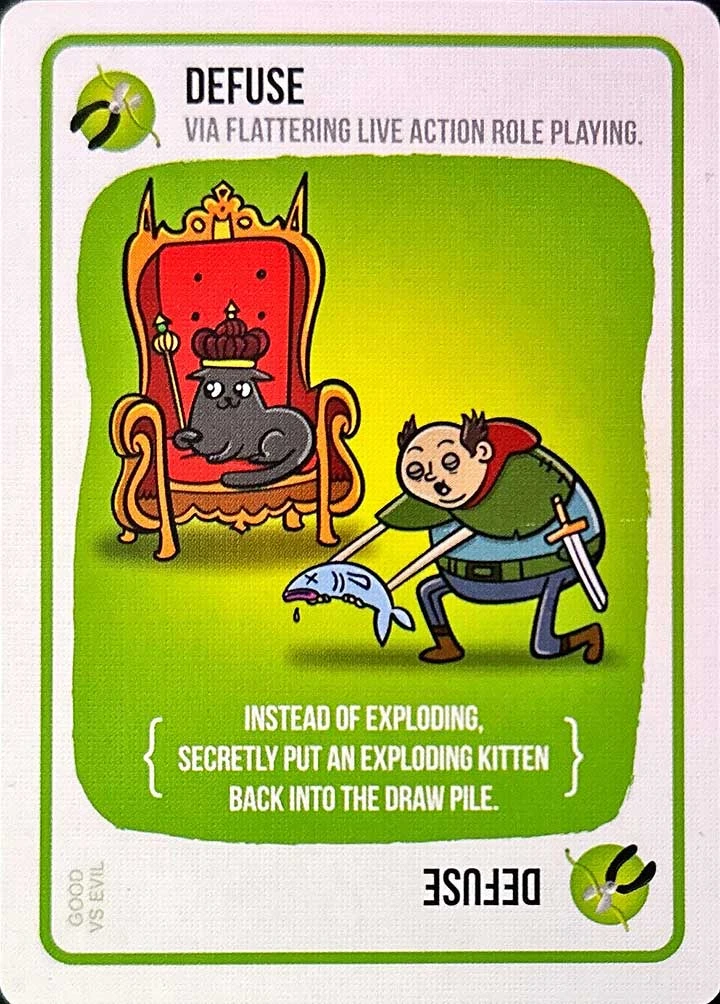 DEFUSE
VIA FLATTERING LIVE ACTION ROLE PLAYING.
INSTEAD OF EXPLODING,
SECRETLY PUT AN EXPLODING KITTEN
BACK INTO THE DRAW PILE.
GOOD
VS EVIL
DEFUSE